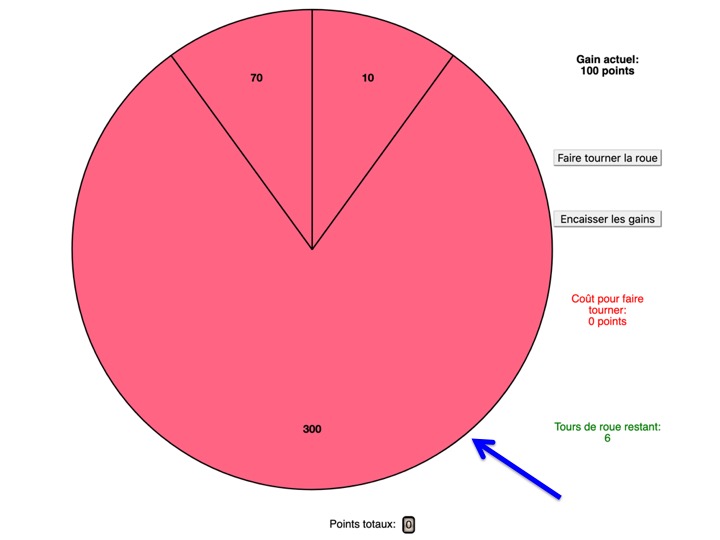 70
10
300
Gain actuel:
100 points
Faire tourner la roue
Encaisser les gains
Coût pour faire
tourner:
0 points
Tours de roue restant:
6
Points totaux: 0